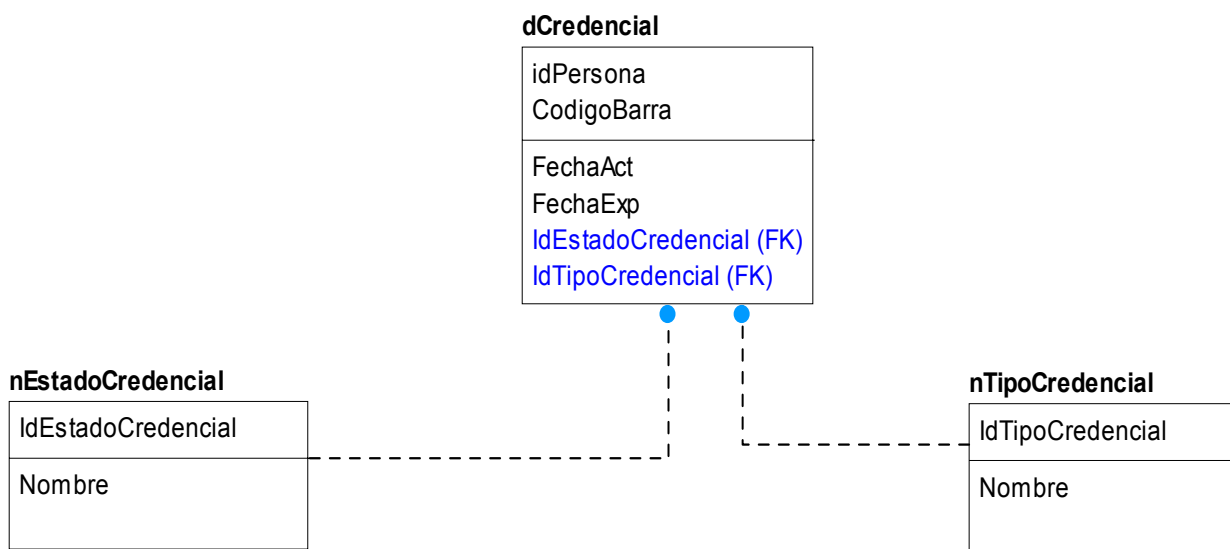 dCredencial
idPersona
CodigoBarra
FechaAct
FechaExp
IdEstadoCredencial (FK)
IdTipoCredencial (FK)
nEstadoCredencial
IdEstadoCredencial
Nombre
nTipoCredencial
IdTipoCredencial
Nombre